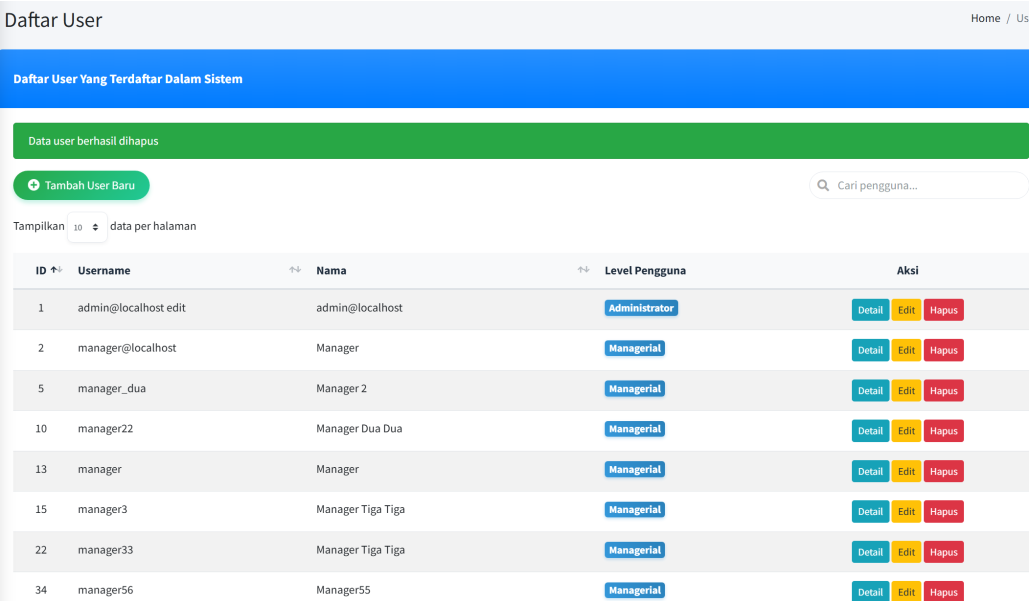 Daftar User
Home / Us
Daftar User Yang Terdaftar Dalam Sistem
Data user berhasil dihapus
Tambah User Baru
Cari pengguna...
Tampilkan 10 data per halaman
ID Username Nama Level Pengguna Aksi
1 admin@localhost edit admin@localhost Administrator Detail Edit Hapus
2 manager@localhost Manager Managerial Detail Edit Hapus
5 manager_dua Manager 2 Managerial Detail Edit Hapus
10 manager22 Manager Dua Dua Managerial Detail Edit Hapus
13 manager Manager Managerial Detail Edit Hapus
15 manager3 Manager Tiga Tiga Managerial Detail Edit Hapus
22 manager33 Manager Tiga Tiga Managerial Detail Edit Hapus
34 manager56 Manager55 Managerial Detail Edit Hapus